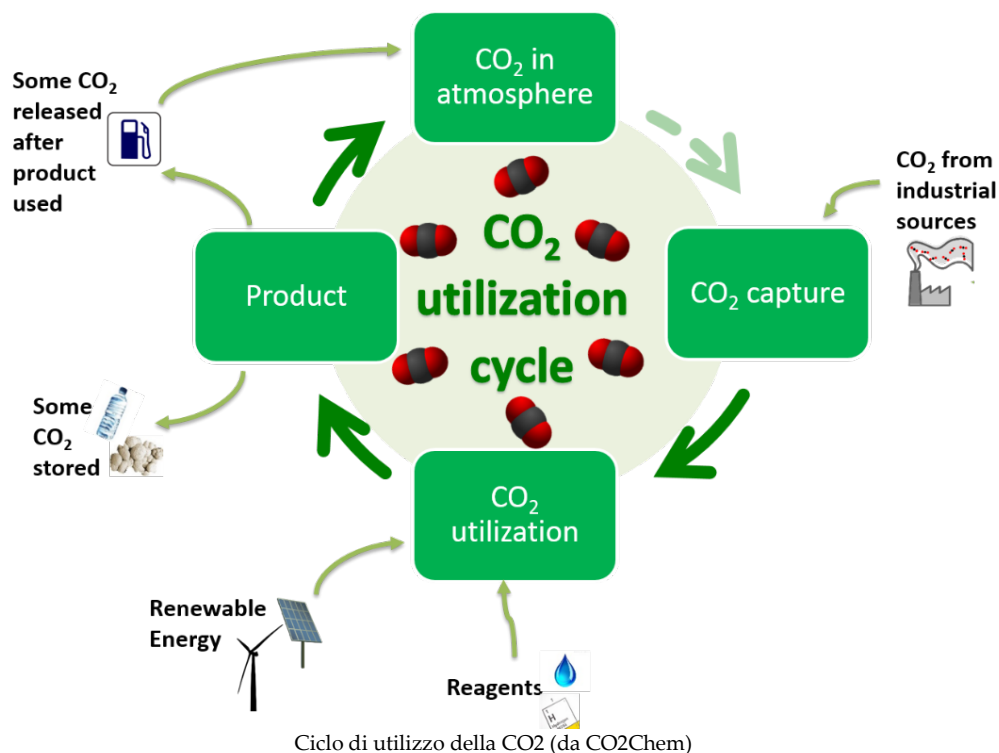 CO₂ in
atmosphere
Some CO₂
released
after
product
used
CO₂ from
industrial
sources
CO₂
utilization
cycle
Product
CO₂ capture
Some
CO₂
stored
CO₂
utilization
Renewable
Energy
Reagents
H
Ciclo di utilizzo della CO2 (da CO2Chem)